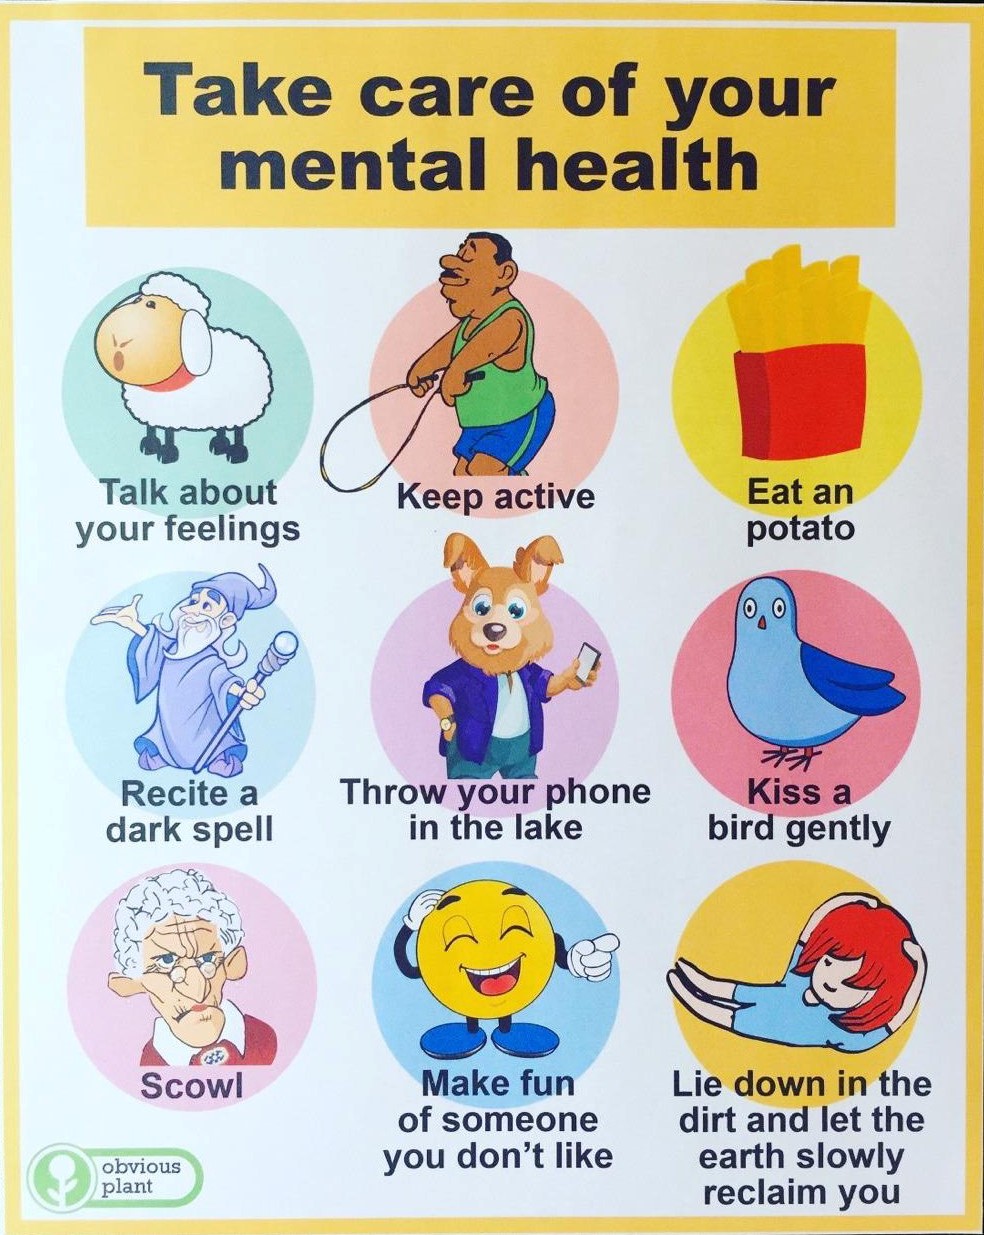 Take care of your
mental health
Talk about
your feelings
Keep active
Eat an
potato
Recite a
dark spell
Throw your phone
in the lake
Kiss a
bird gently
Scowl
Make fun
of someone
you don't like
Lie down in the
dirt and let the
earth slowly
reclaim you
obvious
plant